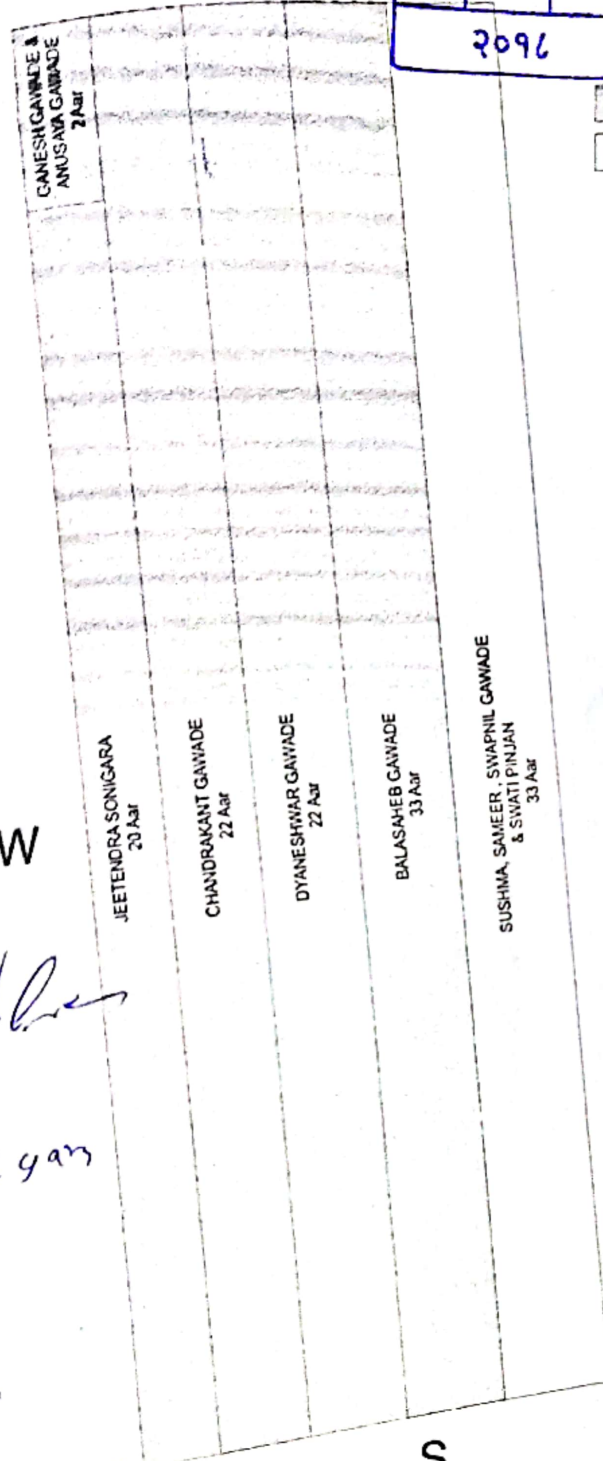 २०१८
GANESH GAWADE &
ANUSAYA GAWADE
2 Aar
JEETENDRA SONIGARA
20 Aar
CHANDRAKANT GAWADE
22 Aar
DYANESHWAR GAWADE
22 Aar
BALASAHEB GAWADE
33 Aar
SUSHMA, SAMEER, SWAPNIL GAWADE
& SWATI PINJAN
33 Aar
W
S